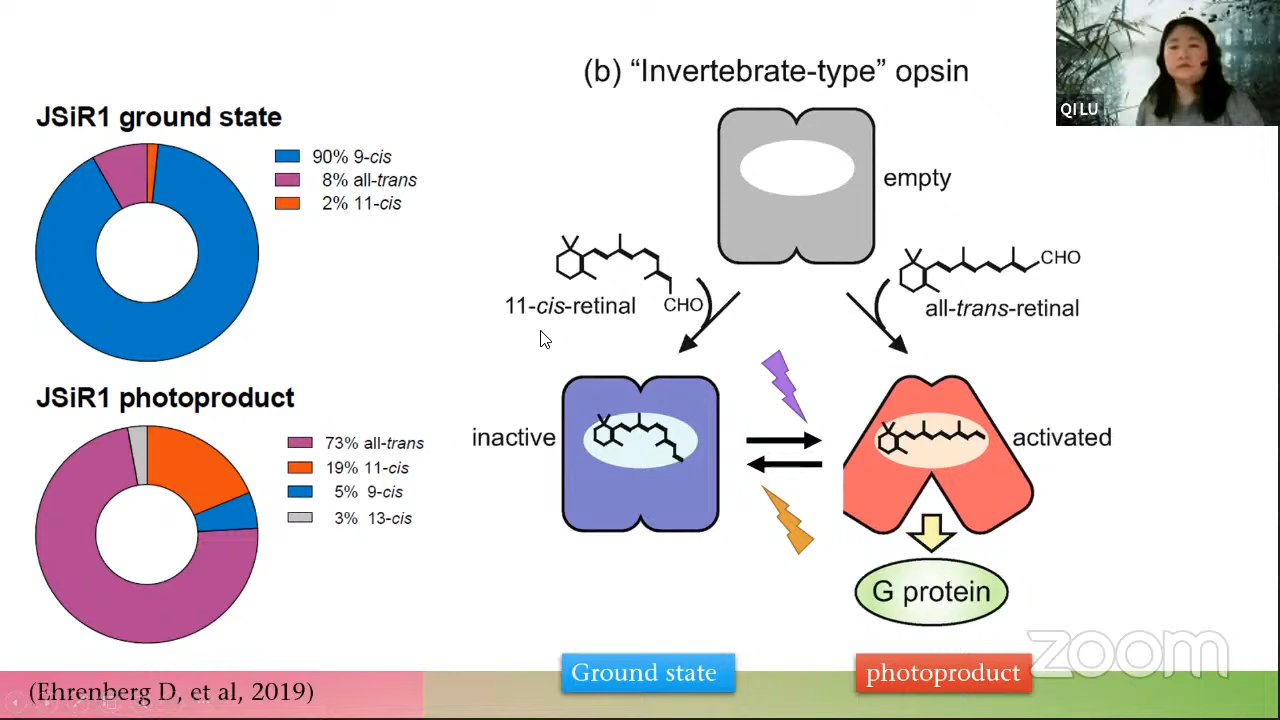 (b) “Invertebrate-type” opsin
QI LU
JSiR1 ground state
90% 9-cis
8% all-trans
2% 11-cis
empty
CHO
11-cis-retinal
CHO
all-trans-retinal
JSiR1 photoproduct
73% all-trans
19% 11-cis
5% 9-cis
3% 13-cis
inactive
activated
G protein
zoom
Ground state
photoproduct
(Ehrenberg D, et al, 2019)